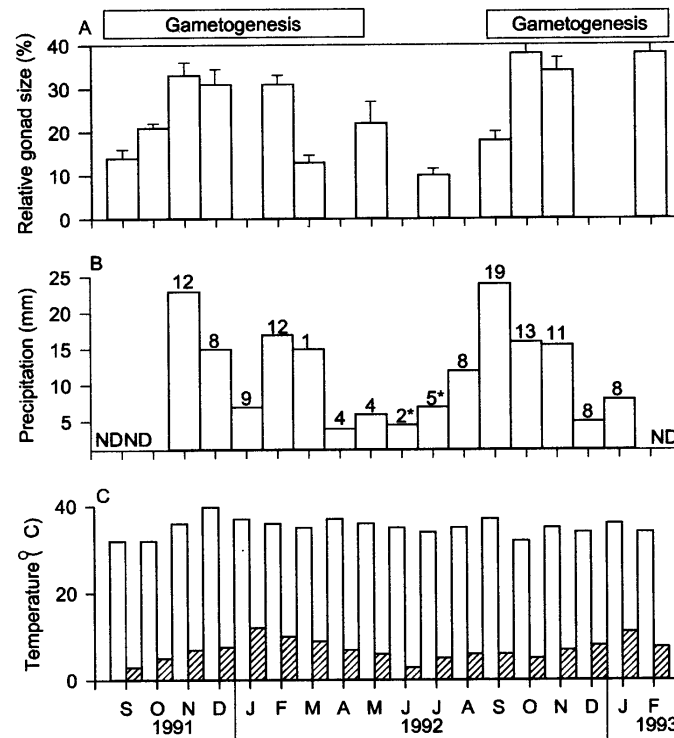 Gametogenesis Gametogenesis
A
Relative gonad size (%)
40
30
20
10
0
B
Precipitation (mm)
25
20
15
10
5
NDND 12 8 9 12 1 4 4 2* 5* 8 19 13 11 8 8 ND
C
Temperature (° C)
40
20
0
S O N D J F M A M J J A S O N D J F
1991 1992 1993